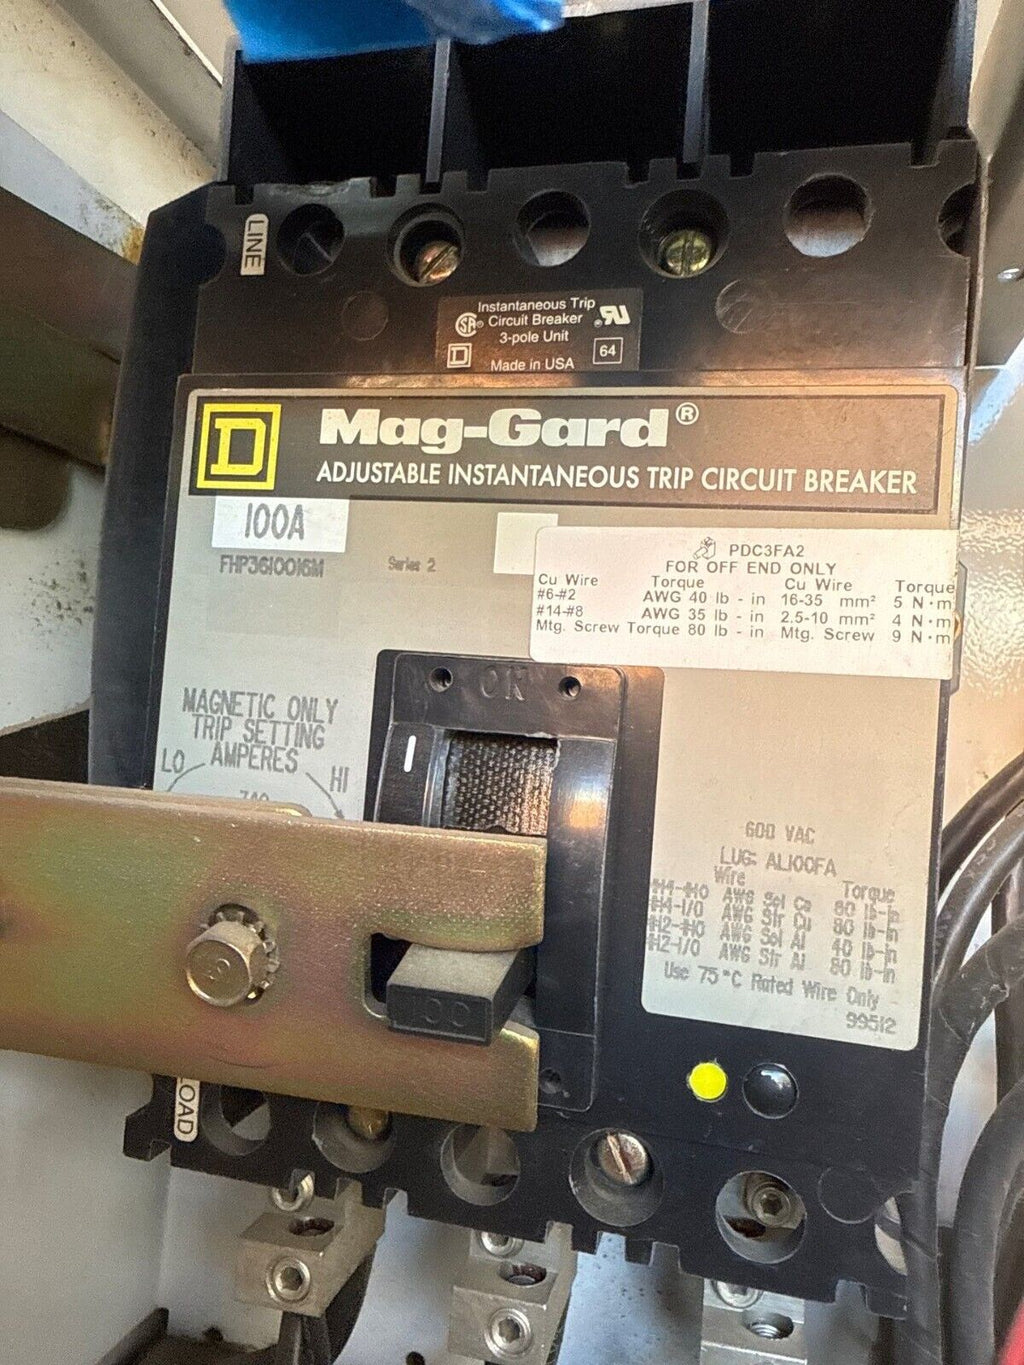 LINE
Instantaneous Trip
Circuit Breaker
3-pole Unit
Made in USA
64
D
Mag-Gard®
ADJUSTABLE INSTANTANEOUS TRIP CIRCUIT BREAKER
100A
FHP3610016M
Series 2
PDC3FA2
FOR OFF END ONLY
Cu Wire Torque Cu Wire Torque
#6-#2 AWG 40 lb - in 16-35 mm² 5 N·m
#14-#8 AWG 35 lb - in 2.5-10 mm² 4 N·m
Mtg. Screw Torque 80 lb - in Mtg. Screw 9 N·m
ON
MAGNETIC ONLY
TRIP SETTING
AMPERES
LO
HI
600 VAC
LUG: AL100FA
Wire Torque
AWG Sol Cu 80 lb-in
AWG Str Cu 80 lb-in
AWG Sol Al 40 lb-in
AWG Str Al 80 lb-in
Use 75°C Rated Wire Only
99512
100
LOAD